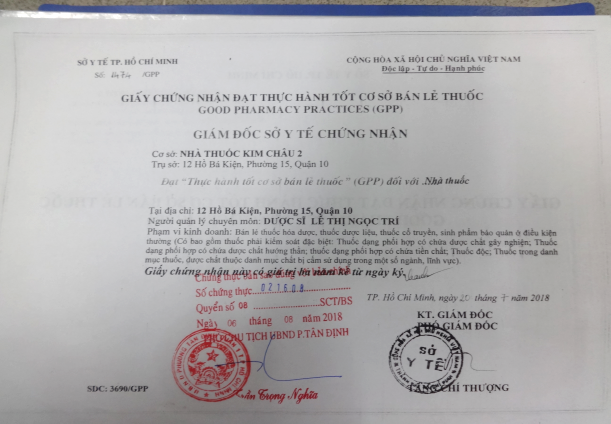 SỞ Y TẾ TP. HỒ CHÍ MINH
CỘNG HÒA XÃ HỘI CHỦ NGHĨA VIỆT NAM
Số: /GPP
Độc lập - Tự do - Hạnh phúc
GIẤY CHỨNG NHẬN ĐẠT THỰC HÀNH TỐT CƠ SỞ BÁN LẺ THUỐC
GOOD PHARMACY PRACTICES (GPP)
GIÁM ĐỐC SỞ Y TẾ CHỨNG NHẬN
Cơ sở: NHÀ THUỐC KIM CHÂU 2
Trụ sở: 12 Hồ Bá Kiện, Phường 15, Quận 10
Đạt "Thực hành tốt cơ sở bán lẻ thuốc" (GPP) đối với .Nhà thuốc
Tại địa chỉ: 12 Hồ Bá Kiện, Phường 15, Quận 10
Người quản lý chuyên môn: DƯỢC SĨ LÊ THỊ NGỌC TRÍ
Phạm vi kinh doanh: Bán lẻ thuốc hóa dược, thuốc dược liệu, thuốc cổ truyền, sinh phẩm bảo quản ở điều kiện
thường (Có bao gồm thuốc phải kiểm soát đặc biệt: Thuốc dạng phối hợp có chứa dược chất gây nghiện; Thuốc
dạng phối hợp có chứa dược chất hướng thần; thuốc dạng phối hợp có chứa tiền chất; Thuốc độc; Thuốc trong danh
mục thuốc, dược chất thuộc danh mục chất bị cấm sử dụng trong một số ngành, lĩnh vực).
Giấy chứng nhận này có giá trị ba năm kể từ ngày ký.
Chứng thực bản sao đúng với bản chính
Số chứng thực 021608
Quyển số 08 SCT/BS
Ngày 06 tháng 08 năm 2018
PHÓ CHỦ TỊCH UBND P.TÂN ĐỊNH
Trần Trọng Nghĩa
TP. Hồ Chí Minh, ngày 20 tháng 7 năm 2018
KT. GIÁM ĐỐC
PHÓ GIÁM ĐỐC
SỞ
Y TẾ
TĂNG CHÍ THƯỢNG
SDC: 3690/GPP